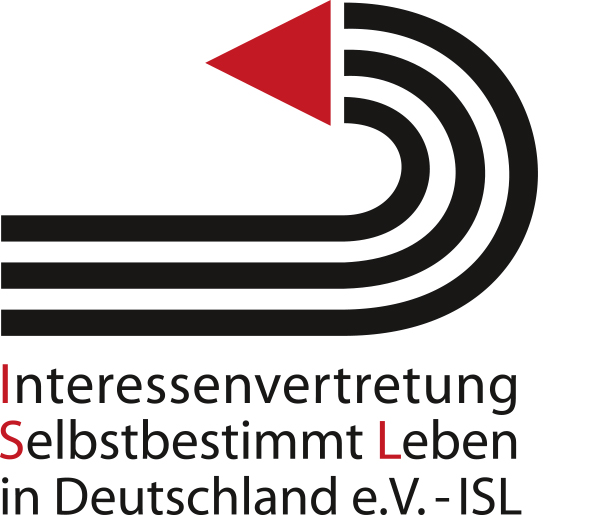 Interessenvertretung
Selbstbestimmt Leben
in Deutschland e.V. - ISL